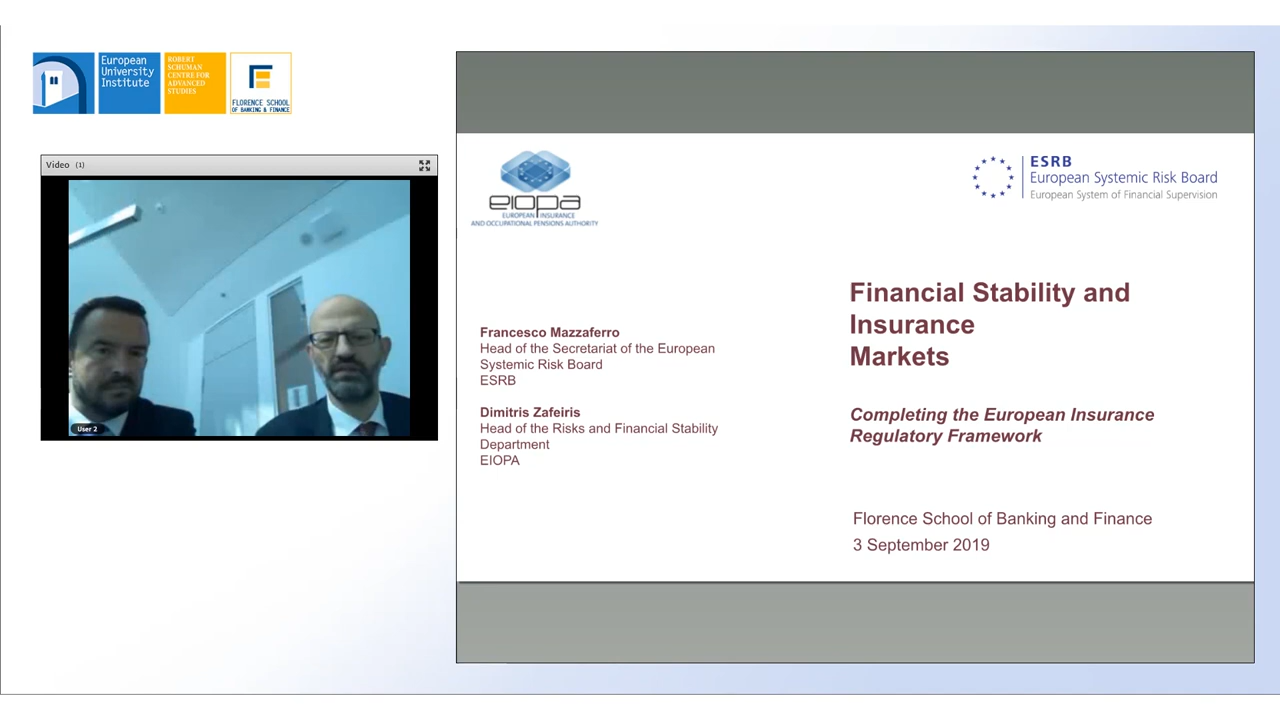 European
University
Institute
ROBERT
SCHUMAN
CENTRE FOR
ADVANCED
STUDIES
FLORENCE SCHOOL
OF BANKING & FINANCE
Video (1)
User 2
eiopa
EUROPEAN INSURANCE
AND OCCUPATIONAL PENSIONS AUTHORITY
ESRB
European Systemic Risk Board
European System of Financial Supervision
Francesco Mazzaferro
Head of the Secretariat of the European
Systemic Risk Board
ESRB
Dimitris Zafeiris
Head of the Risks and Financial Stability
Department
EIOPA
Financial Stability and
Insurance
Markets
Completing the European Insurance
Regulatory Framework
Florence School of Banking and Finance
3 September 2019